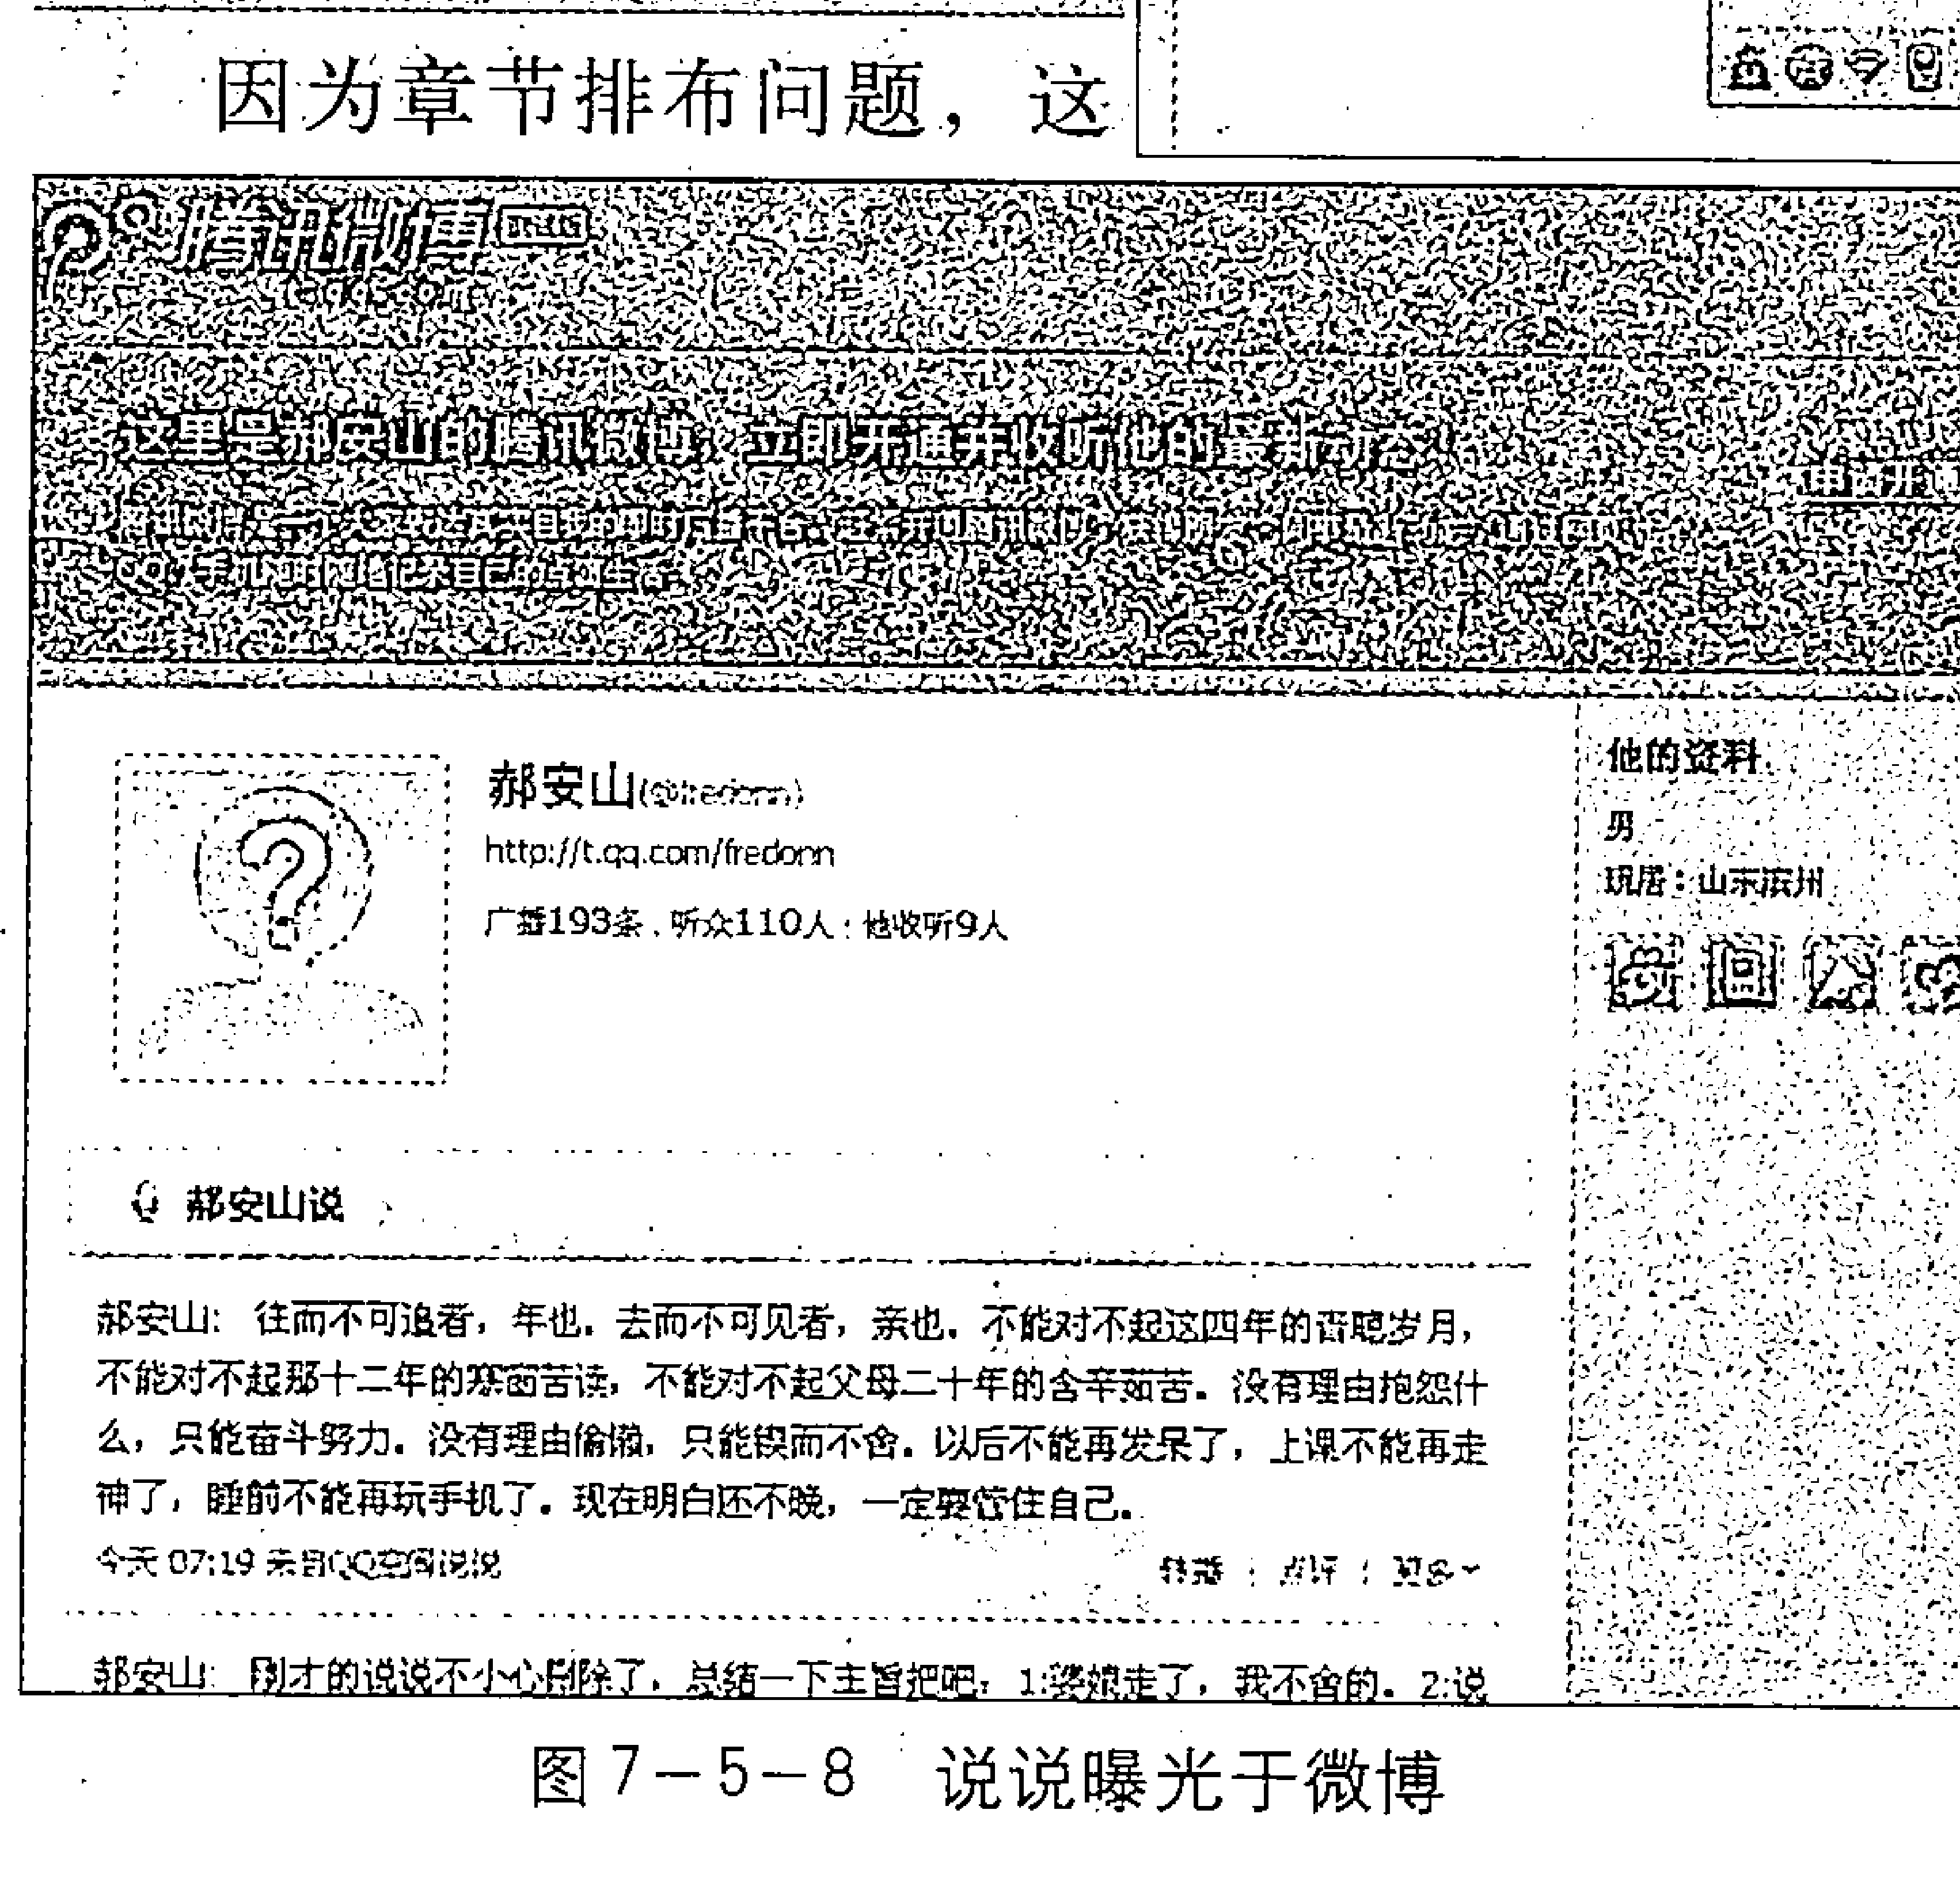 因为章节排布问题，这
腾讯微博
这里是郝安山的腾讯微博，立即开通并收听他的最新动态！
申请开通
郝安山(@fredonn)
http://t.qq.com/fredonn
广播193条，听众110人；他收听9人
他的资料
男
现居：山东滨州
郝安山说
郝安山： 往而不可追者，年也。去而不可见者，亲也。不能对不起这四年的峥嵘岁月，
不能对不起那十二年的寒窗苦读，不能对不起父母二十年的含辛茹苦。没有理由抱怨什
么，只能奋斗努力。没有理由偷懒，只能锲而不舍。以后不能再发呆了，上课不能再走
神了，睡前不能再玩手机了。现在明白还不晚，一定要管住自己。
今天 07:19 来自QQ空间说说
转播 | 点评 | 更多
郝安山： 刚才的说说不小心删除了，总结一下主旨把吧，1:婆娘走了，我不舍的。2:说
图 7－5－8 说说曝光于微博